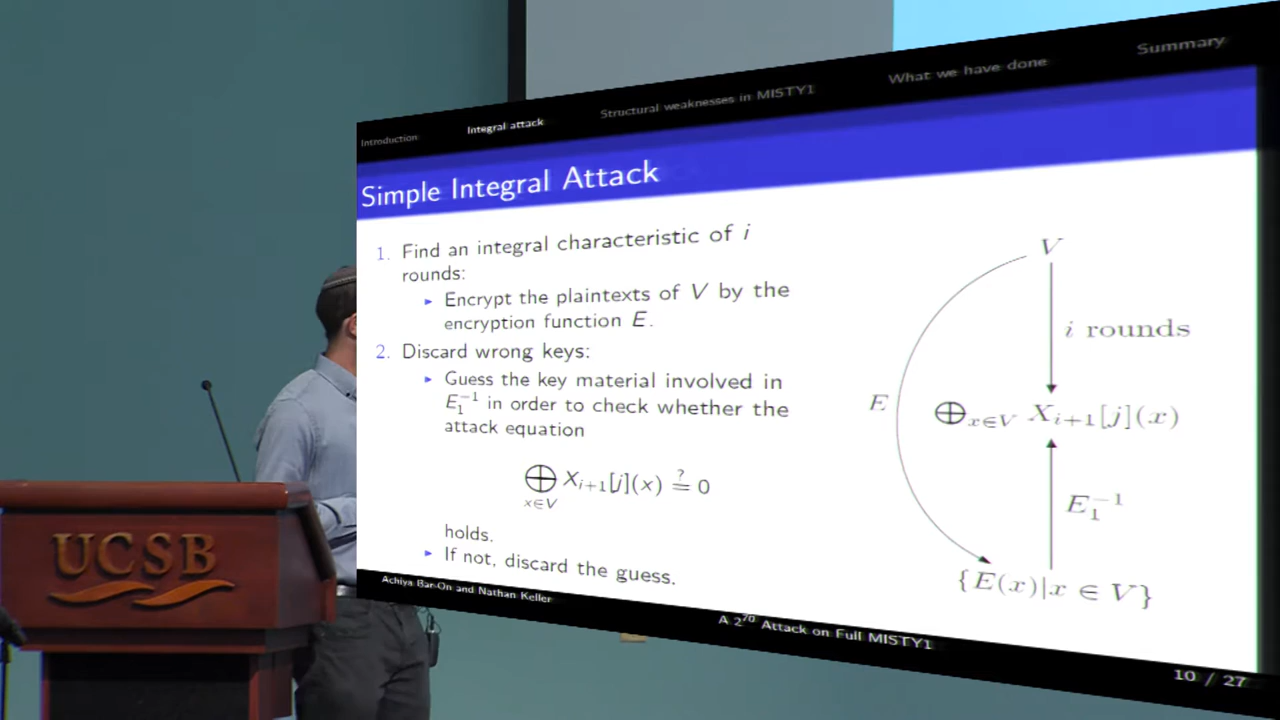 Introduction
Integral attack
Structural weaknesses in MISTY1
What we have done
Summary
Simple Integral Attack
1. Find an integral characteristic of i
rounds:
Encrypt the plaintexts of V by the
encryption function E.
2. Discard wrong keys:
Guess the key material involved in
E₁⁻¹ in order to check whether the
attack equation
⊕x∈V Xᵢ₊₁[j](x) ?= 0
holds.
If not, discard the guess.
V
i rounds
E
⊕x∈V Xᵢ₊₁[j](x)
E₁⁻¹
{E(x)|x ∈ V}
Achiya Bar-On and Nathan Keller
A 2⁷⁰ Attack on Full MISTY1
10 / 27
UCSB